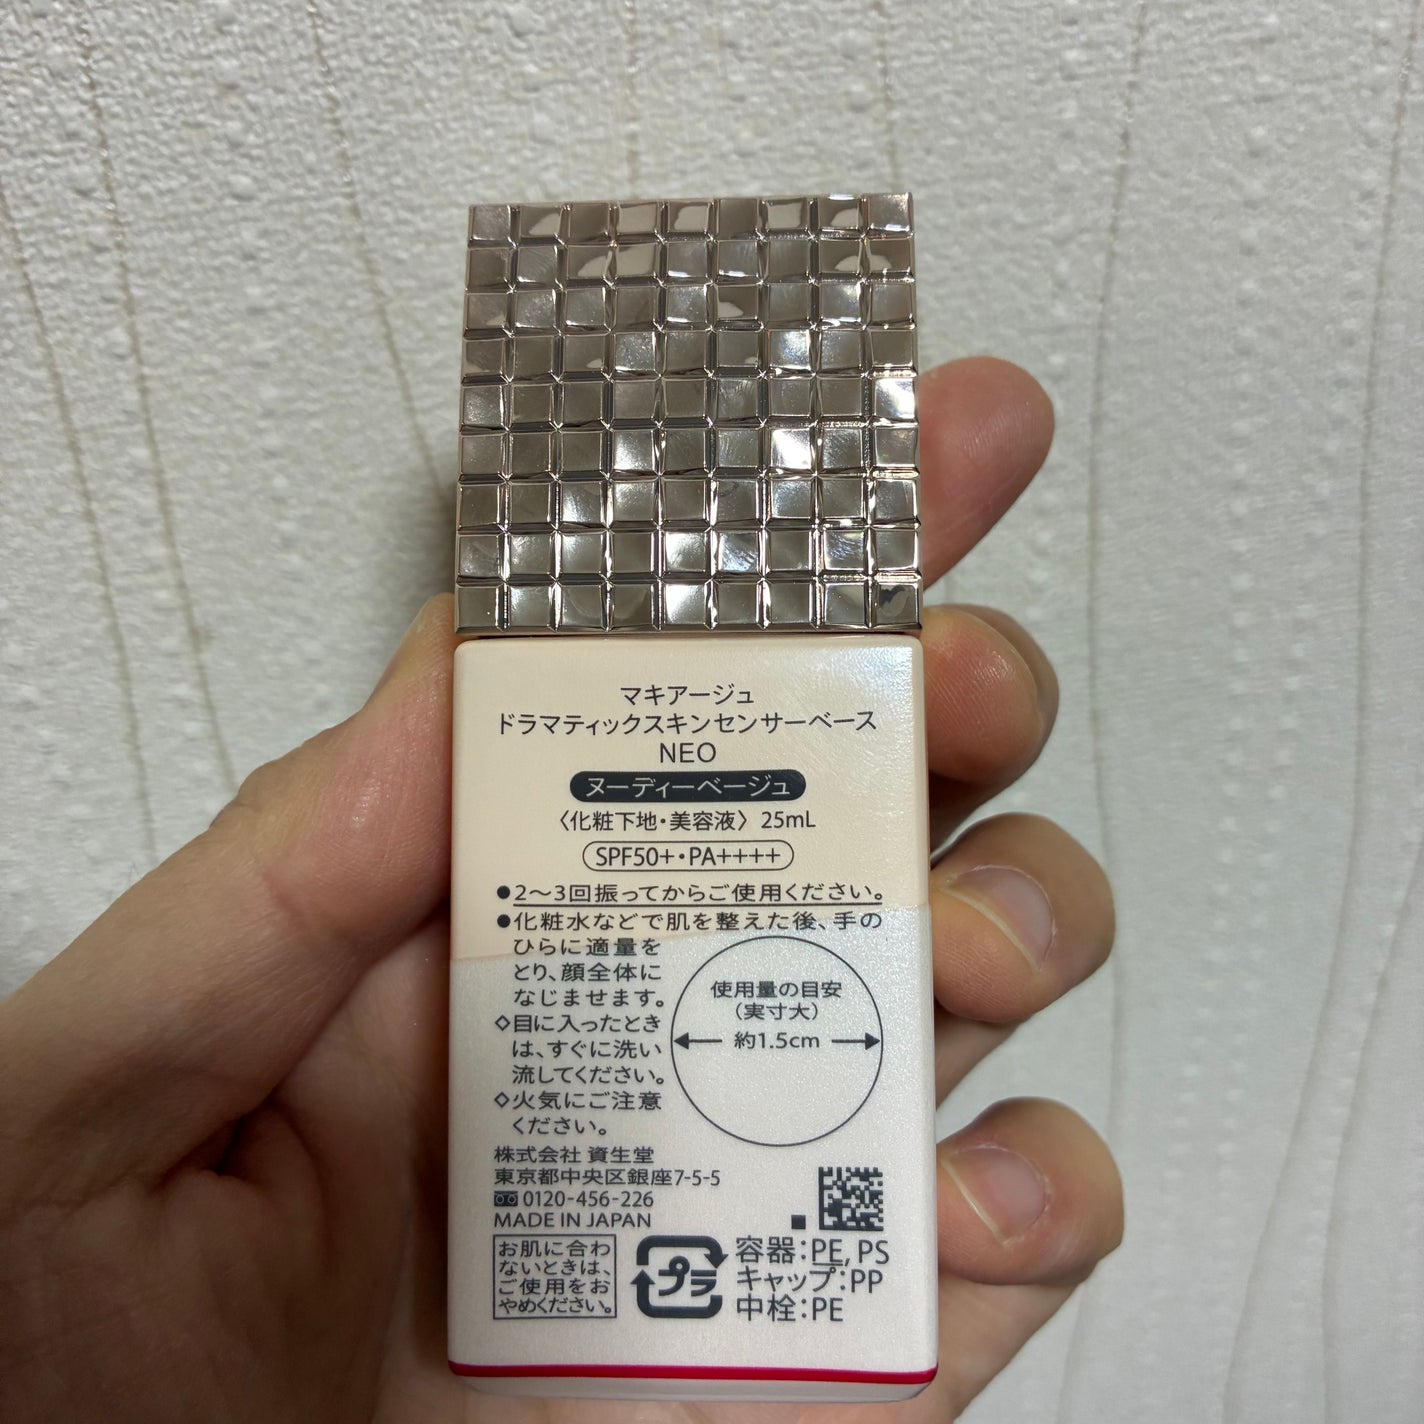 マキアージュ
ドラマティックスキンセンサーベース
NEO
ヌーディーベージュ
〈化粧下地・美容液〉 25mL
SPF50+・PA++++
●2〜3回振ってからご使用ください。
●化粧水などで肌を整えた後、手の
ひらに適量を
とり、顔全体に
なじませます。
◇目に入ったとき
は、すぐに洗い
流してください。
◇火気にご注意
ください。
使用量の目安
（実寸大）
約1.5cm
株式会社 資生堂
東京都中央区銀座7-5-5
0120-456-226
MADE IN JAPAN
お肌に合わ
ないときは、
ご使用をお
やめください。
プラ
容器：PE, PS
キャップ：PP
中栓：PE